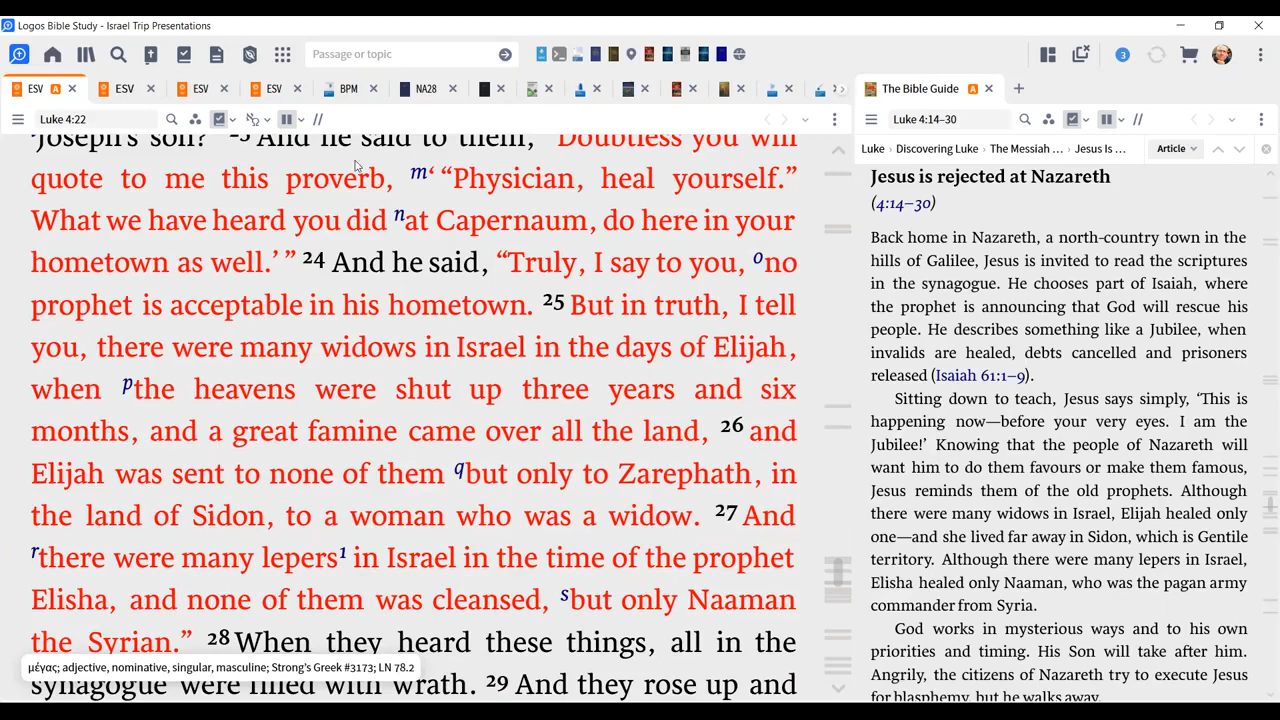 Logos Bible Study - Israel Trip Presentations
Passage or topic
3
ESV A
ESV
ESV
ESV
BPM
NA28
The Bible Guide A
Luke 4:22
Luke 4:14–30
Luke › Discovering Luke › The Messiah ... › Jesus Is ...
Article
Joseph's son?” 23 And he said to them, “Doubtless you will
quote to me this proverb, m‘ “Physician, heal yourself.”
What we have heard you did n at Capernaum, do here in your
hometown as well.’ ” 24 And he said, “Truly, I say to you, o no
prophet is acceptable in his hometown. 25 But in truth, I tell
you, there were many widows in Israel in the days of Elijah,
when p the heavens were shut up three years and six
months, and a great famine came over all the land, 26 and
Elijah was sent to none of them q but only to Zarephath, in
the land of Sidon, to a woman who was a widow. 27 And
r there were many lepers1 in Israel in the time of the prophet
Elisha, and none of them was cleansed, s but only Naaman
the Syrian.” 28 When they heard these things, all in the
μέγας; adjective, nominative, singular, masculine; Strong's Greek #3173; LN 78.2
synagogue were filled with wrath. 29 And they rose up and
Jesus is rejected at Nazareth
(4:14–30)
Back home in Nazareth, a north-country town in the
hills of Galilee, Jesus is invited to read the scriptures
in the synagogue. He chooses part of Isaiah, where
the prophet is announcing that God will rescue his
people. He describes something like a Jubilee, when
invalids are healed, debts cancelled and prisoners
released (Isaiah 61:1–9).
Sitting down to teach, Jesus says simply, ‘This is
happening now—before your very eyes. I am the
Jubilee!’ Knowing that the people of Nazareth will
want him to do them favours or make them famous,
Jesus reminds them of the old prophets. Although
there were many widows in Israel, Elijah healed only
one—and she lived far away in Sidon, which is Gentile
territory. Although there were many lepers in Israel,
Elisha healed only Naaman, who was the pagan army
commander from Syria.
God works in mysterious ways and to his own
priorities and timing. His Son will take after him.
Angrily, the citizens of Nazareth try to execute Jesus
for blasphemy, but he walks away.